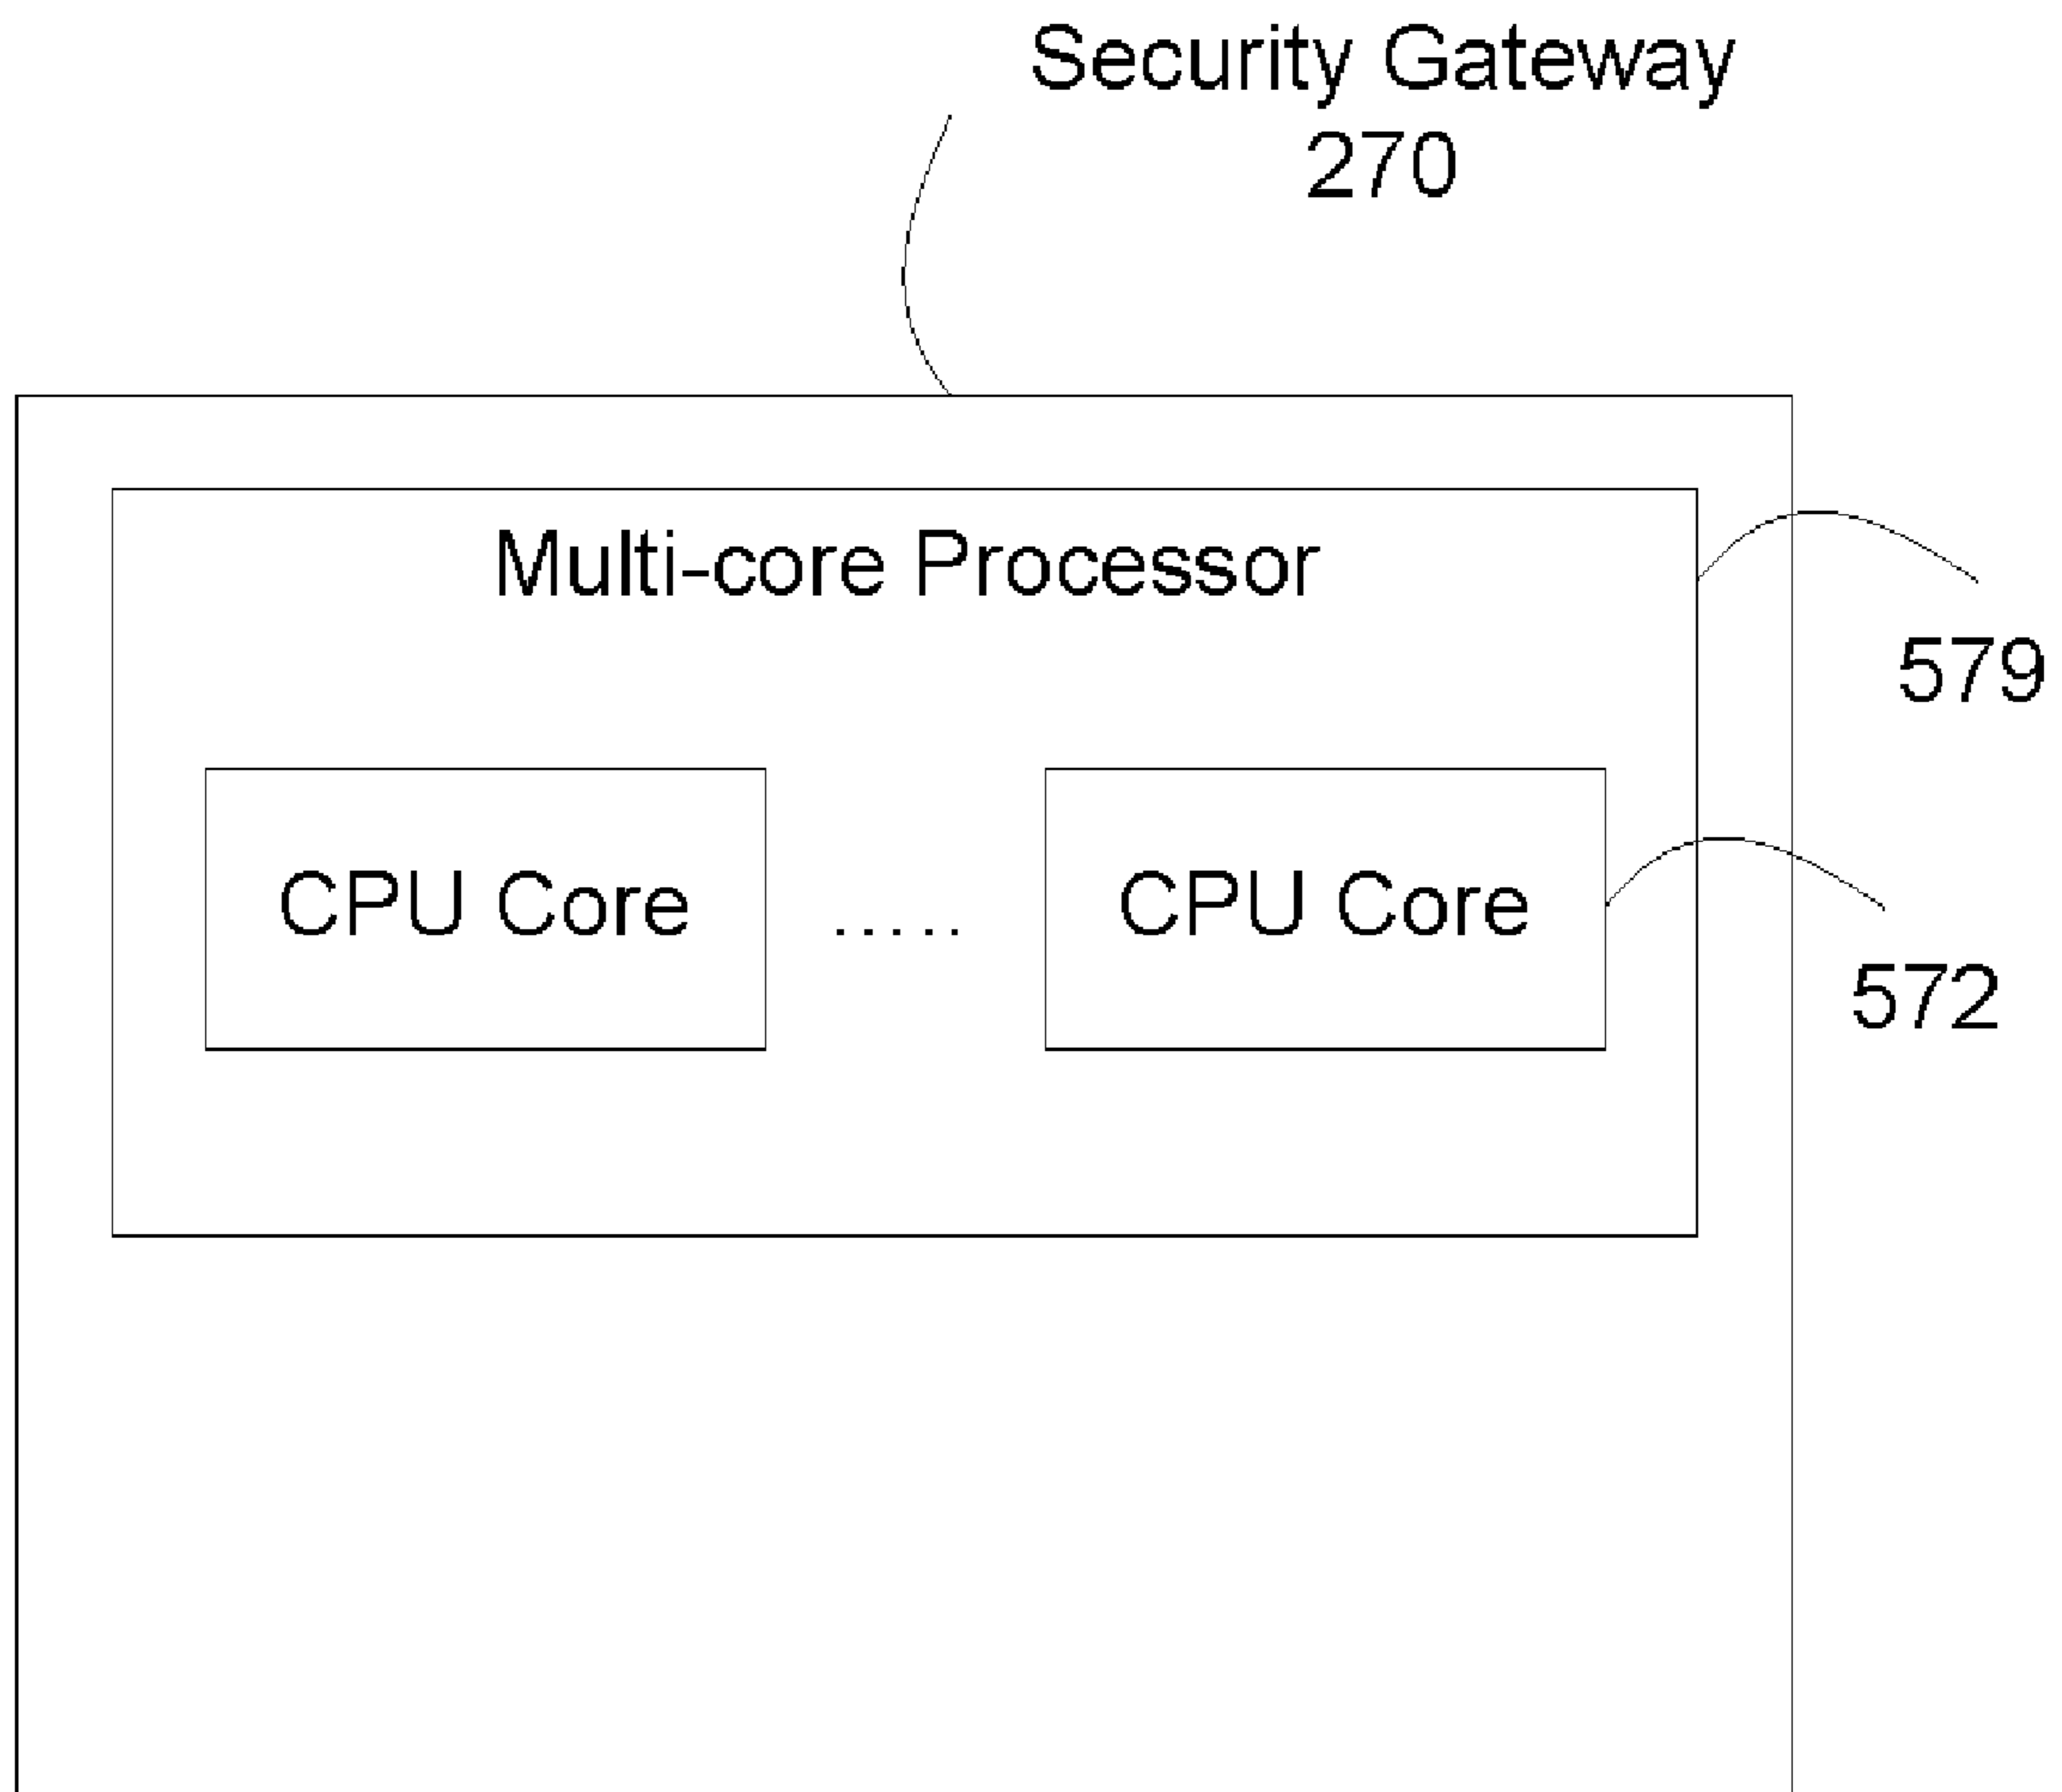 Security Gateway
270
Multi-core Processor
579
CPU Core ..... CPU Core
572